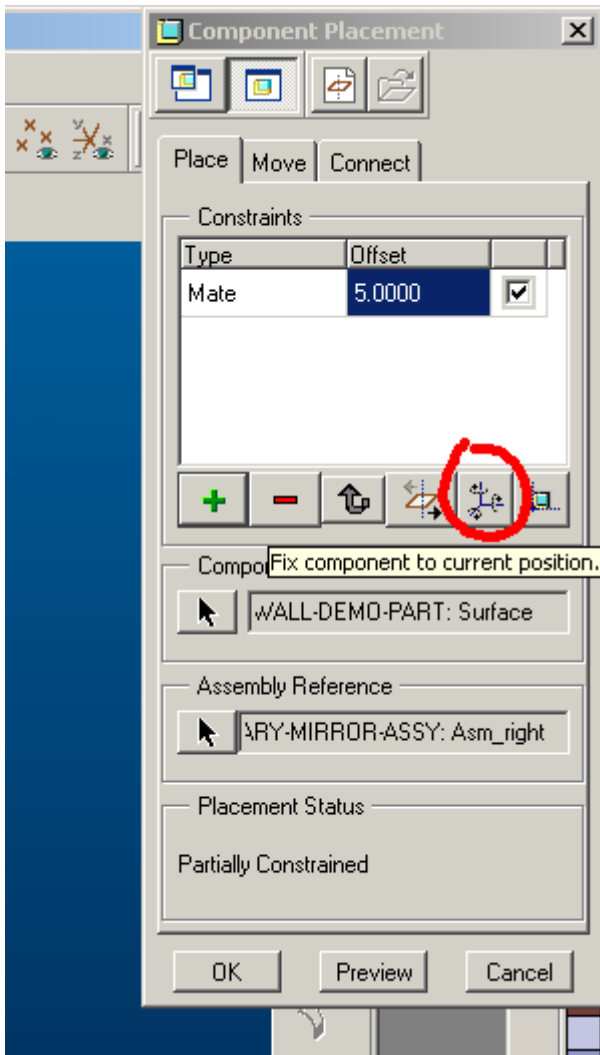 Component Placement
Place Move Connect
Constraints
Type Offset
Mate 5.0000
Fix component to current position.
WALL-DEMO-PART: Surface
Assembly Reference
ARY-MIRROR-ASSY: Asm_right
Placement Status
Partially Constrained
OK Preview Cancel